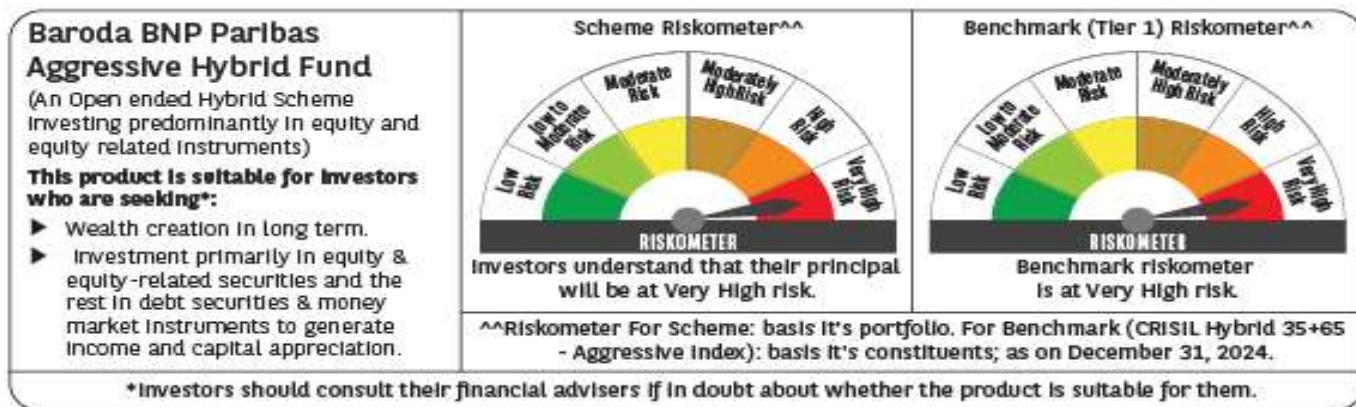 Baroda BNP Paribas
Aggressive Hybrid Fund
(An Open ended Hybrid Scheme
investing predominantly in equity and
equity related instruments)
This product is suitable for investors
who are seeking*:
▶ Wealth creation in long term.
▶ Investment primarily in equity &
equity-related securities and the
rest in debt securities & money
market instruments to generate
income and capital appreciation.
Scheme Riskometer^^
Low
Risk
Low to
Moderate
Risk
Moderate
Risk
Moderately
High Risk
High
Risk
Very High
Risk
RISKOMETER
Investors understand that their principal
will be at Very High risk.
Benchmark (Tier 1) Riskometer^^
Low
Risk
Low to
Moderate
Risk
Moderate
Risk
Moderately
High Risk
High
Risk
Very High
Risk
RISKOMETER
Benchmark riskometer
is at Very High risk.
^^Riskometer For Scheme: basis it's portfolio. For Benchmark (CRISIL Hybrid 35+65
- Aggressive Index): basis it's constituents; as on December 31, 2024.
*Investors should consult their financial advisers if in doubt about whether the product is suitable for them.